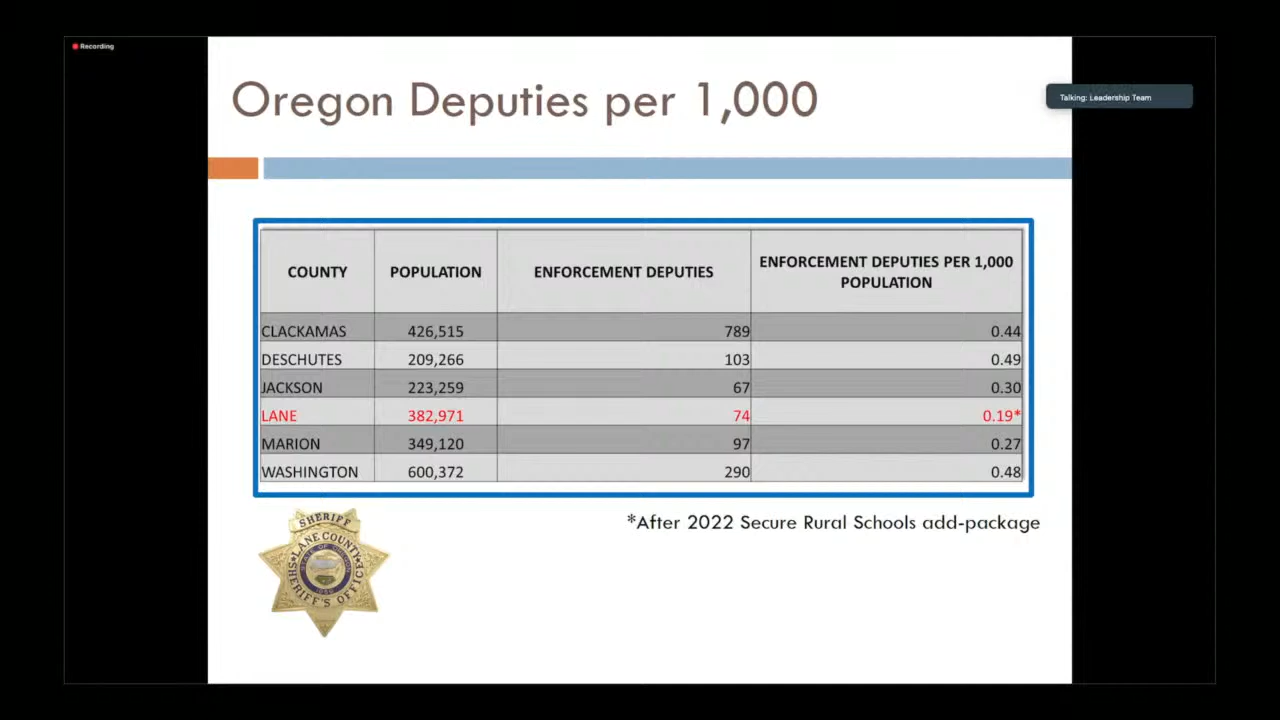 Recording
Oregon Deputies per 1,000
Talking: Leadership Team
COUNTY POPULATION ENFORCEMENT DEPUTIES ENFORCEMENT DEPUTIES PER 1,000 POPULATION
CLACKAMAS 426,515 789 0.44
DESCHUTES 209,266 103 0.49
JACKSON 223,259 67 0.30
LANE 382,971 74 0.19*
MARION 349,120 97 0.27
WASHINGTON 600,372 290 0.48
*After 2022 Secure Rural Schools add-package
SHERIFF
LANE COUNTY
SHERIFF'S OFFICE